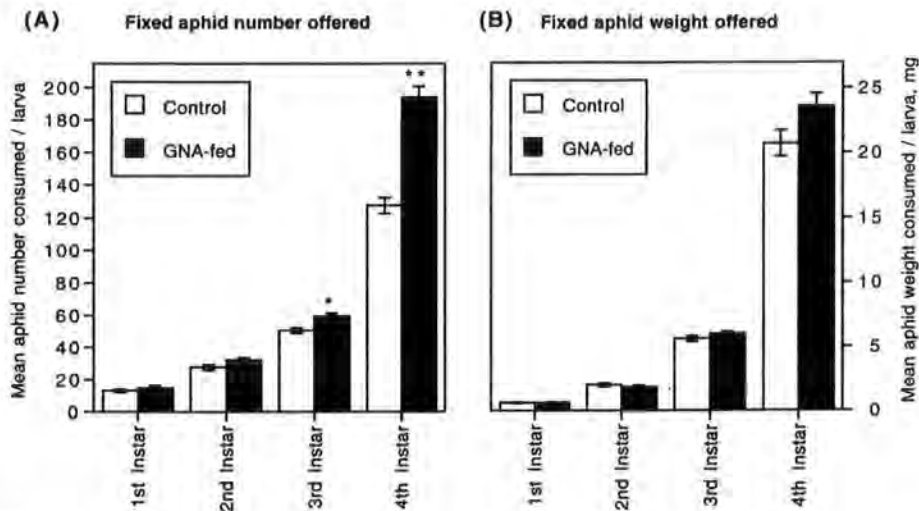 (A) Fixed aphid number offered
Mean aphid number consumed / larva
200
180
160
140
120
100
80
60
40
20
0
Control
GNA-fed
*
**
1st Instar
2nd Instar
3rd Instar
4th Instar
(B) Fixed aphid weight offered
Control
GNA-fed
25
20
15
10
5
0
Mean aphid weight consumed / larva, mg
1st Instar
2nd Instar
3rd Instar
4th Instar